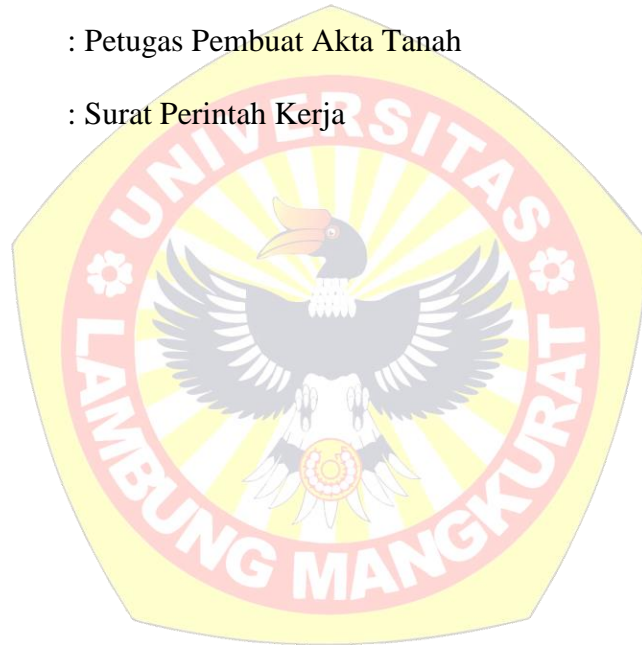 : Petugas Pembuat Akta Tanah
: Surat Perintah Kerja
UNIVERSITAS
LAMBUNG MANGKURAT